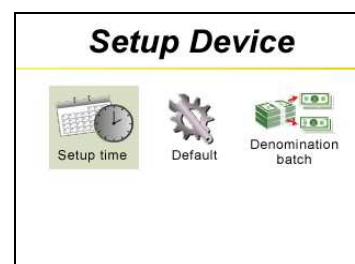 Setup Device
Setup time
Default
Denomination
batch